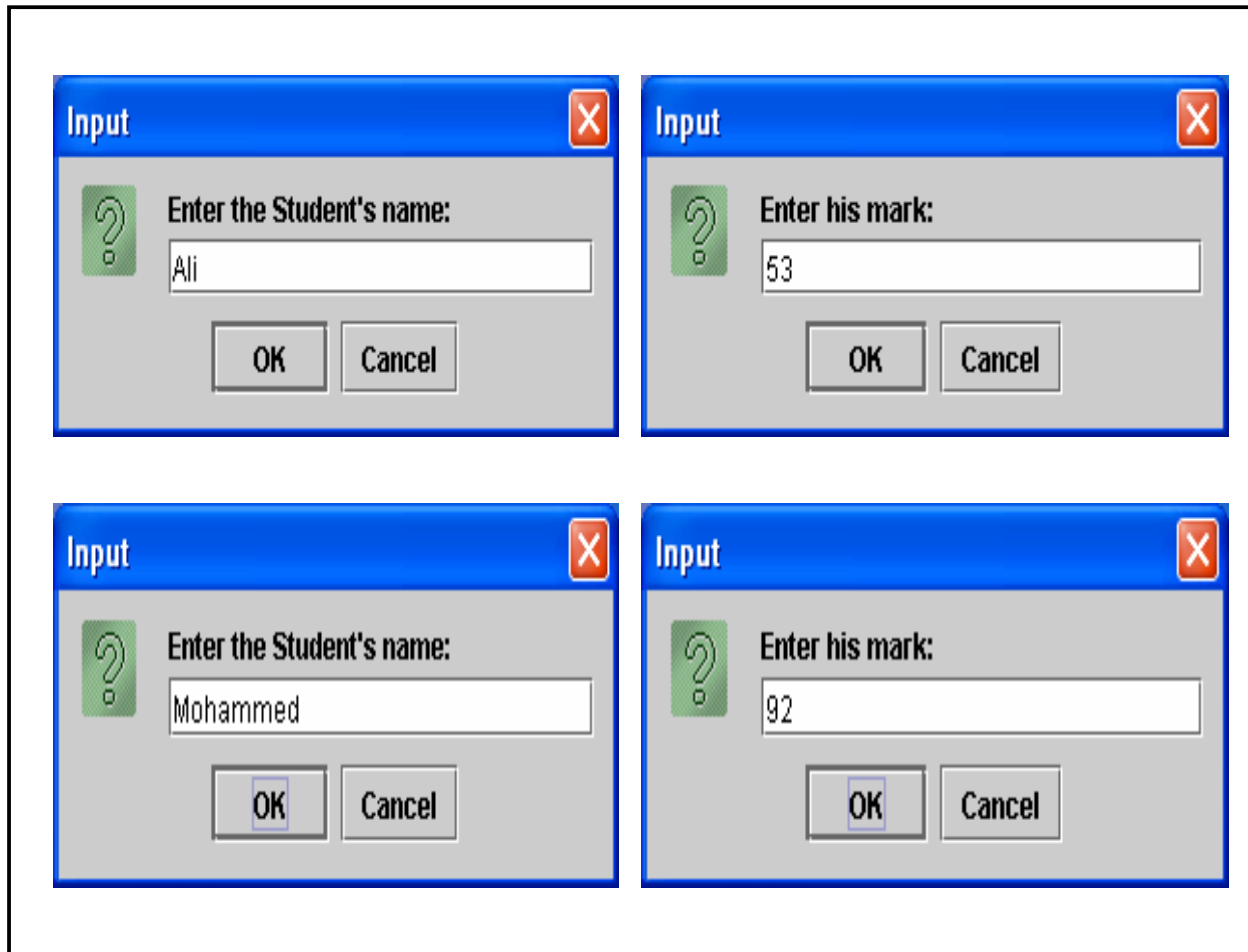 Input
Enter the Student's name:
Ali
OK Cancel
Input
Enter his mark:
53
OK Cancel
Input
Enter the Student's name:
Mohammed
OK Cancel
Input
Enter his mark:
92
OK Cancel